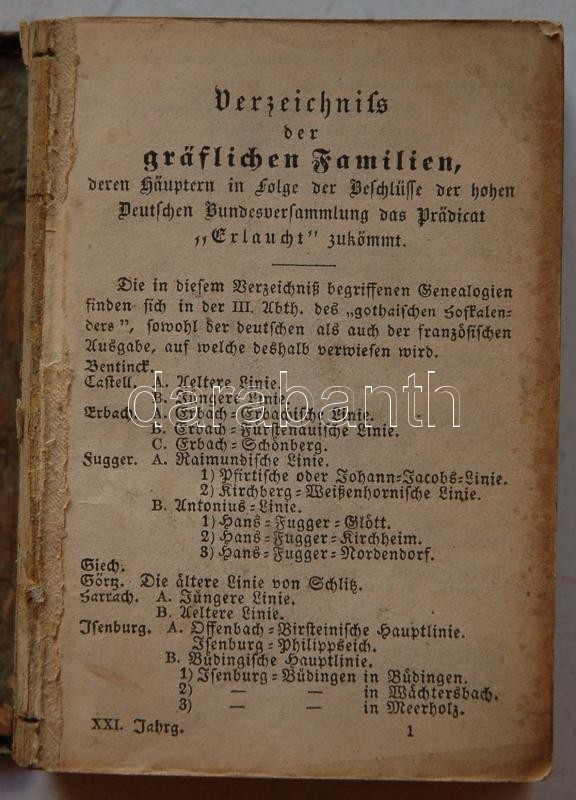 Verzeichniſs
der
gräflichen Familien,
deren Häuptern in Folge der Beschlüsse der hohen
Deutschen Bundesversammlung das Prädicat
„Erlaucht" zukömmt.
Die in diesem Verzeichniß begriffenen Genealogien
finden sich in der III. Abth. des „gothaischen Hofkalen-
ders", sowohl der deutschen als auch der französischen
Ausgabe, auf welche deshalb verwiesen wird.
Bentinck.
Castell. A. Aeltere Linie.
B. Jüngere Linie.
Erbach. A. Erbach-Erbachische Linie.
B. Erbach-Fürstenauische Linie.
C. Erbach-Schönberg.
Fugger. A. Raimundische Linie.
1) Pfirtische oder Johann-Jacobs-Linie.
2) Kirchberg-Weißenhornische Linie.
B. Antonius-Linie.
1) Hans-Fugger-Glött.
2) Hans-Fugger-Kirchheim.
3) Hans-Fugger-Nordendorf.
Giech.
Görtz. Die ältere Linie von Schlitz.
Harrach. A. Jüngere Linie.
B. Aeltere Linie.
Isenburg. A. Offenbach-Birsteinische Hauptlinie.
Isenburg-Philippseich.
B. Büdingische Hauptlinie.
1) Isenburg-Büdingen in Büdingen.
2) — — in Wächtersbach.
3) — — in Meerholz.
XXI. Jahrg. 1
darabanth